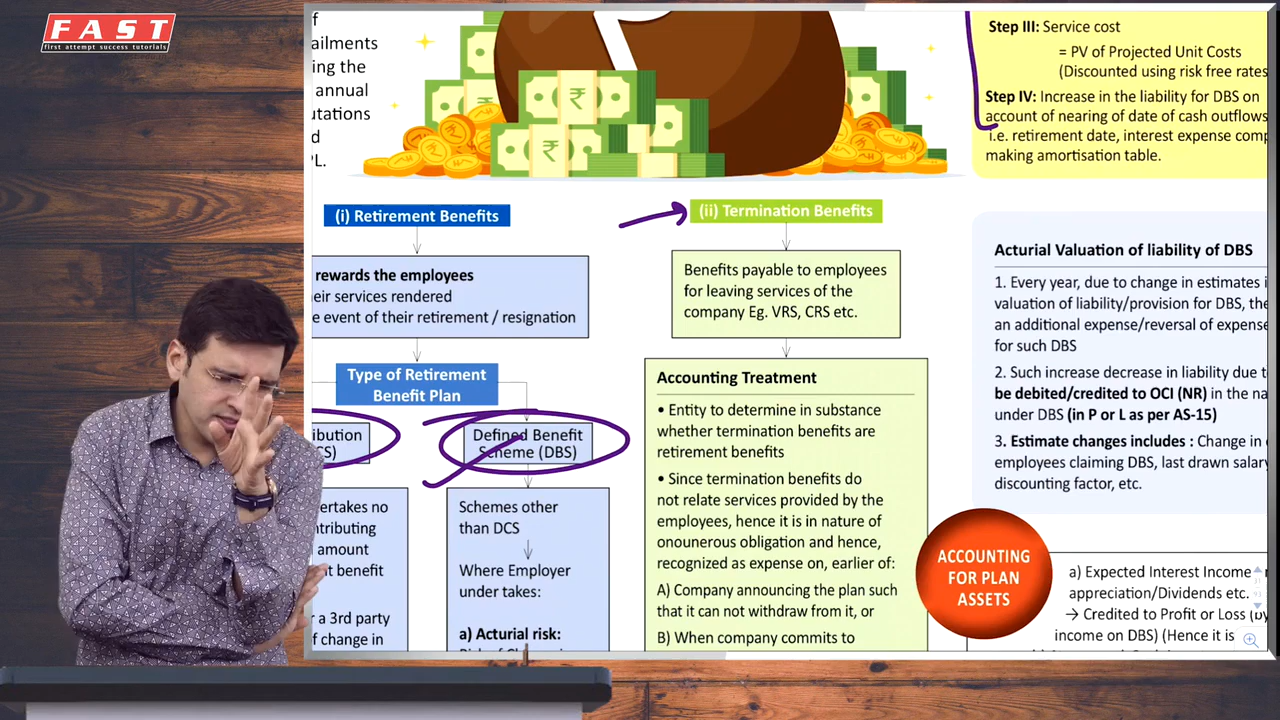 FAST
first attempt success tutorials
f
ailments
ing the
annual
utations
d
PL.
Step III: Service cost
= PV of Projected Unit Costs
(Discounted using risk free rates
Step IV: Increase in the liability for DBS on
account of nearing of date of cash outflows
i.e. retirement date, interest expense comp
making amortisation table.
(i) Retirement Benefits
rewards the employees
eir services rendered
e event of their retirement / resignation
Type of Retirement
Benefit Plan
ibution
CS)
Defined Benefit
Scheme (DBS)
ertakes no
ntributing
amount
it benefit
r a 3rd party
f change in
Schemes other
than DCS
Where Employer
under takes:
a) Acturial risk:
(ii) Termination Benefits
Benefits payable to employees
for leaving services of the
company Eg. VRS, CRS etc.
Accounting Treatment
• Entity to determine in substance
whether termination benefits are
retirement benefits
• Since termination benefits do
not relate services provided by the
employees, hence it is in nature of
onounerous obligation and hence,
recognized as expense on, earlier of:
A) Company announcing the plan such
that it can not withdraw from it, or
B) When company commits to
Acturial Valuation of liability of DBS
1. Every year, due to change in estimates i
valuation of liability/provision for DBS, the
an additional expense/reversal of expense
for such DBS
2. Such increase decrease in liability due t
be debited/credited to OCI (NR) in the na
under DBS (in P or L as per AS-15)
3. Estimate changes includes : Change in
employees claiming DBS, last drawn salary
discounting factor, etc.
ACCOUNTING
FOR PLAN
ASSETS
a) Expected Interest Income
appreciation/Dividends etc.
→ Credited to Profit or Loss (by
income on DBS) (Hence it is
₹
₹